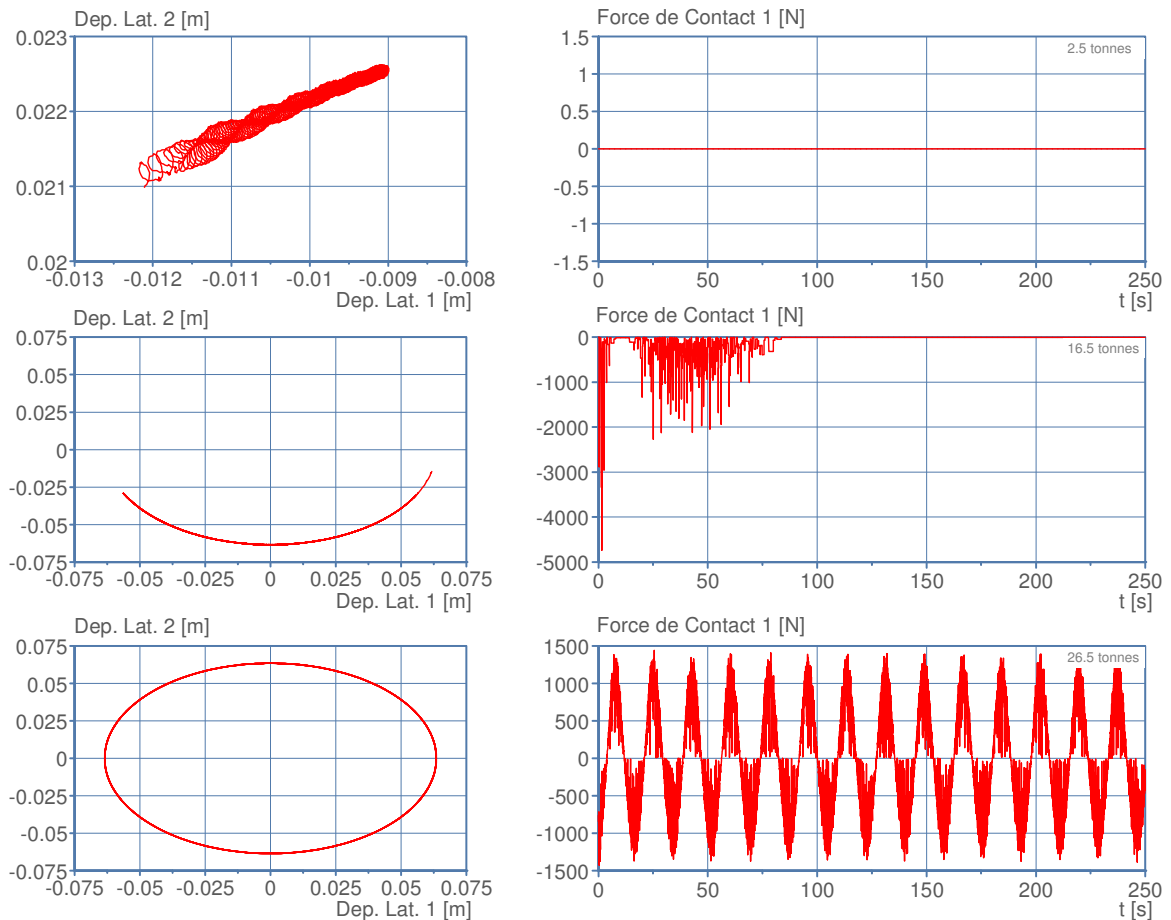 Dep. Lat. 2 [m]
0.023
0.022
0.021
0.02
-0.013 -0.012 -0.011 -0.01 -0.009 -0.008
Dep. Lat. 1 [m]
Force de Contact 1 [N]
2.5 tonnes
1.5
1
0.5
0
-0.5
-1
-1.5
0 50 100 150 200 250
t [s]
Dep. Lat. 2 [m]
0.075
0.05
0.025
0
-0.025
-0.05
-0.075
-0.075 -0.05 -0.025 0 0.025 0.05 0.075
Dep. Lat. 1 [m]
Force de Contact 1 [N]
16.5 tonnes
0
-1000
-2000
-3000
-4000
-5000
0 50 100 150 200 250
t [s]
Dep. Lat. 2 [m]
0.075
0.05
0.025
0
-0.025
-0.05
-0.075
-0.075 -0.05 -0.025 0 0.025 0.05 0.075
Dep. Lat. 1 [m]
Force de Contact 1 [N]
26.5 tonnes
1500
1000
500
0
-500
-1000
-1500
0 50 100 150 200 250
t [s]